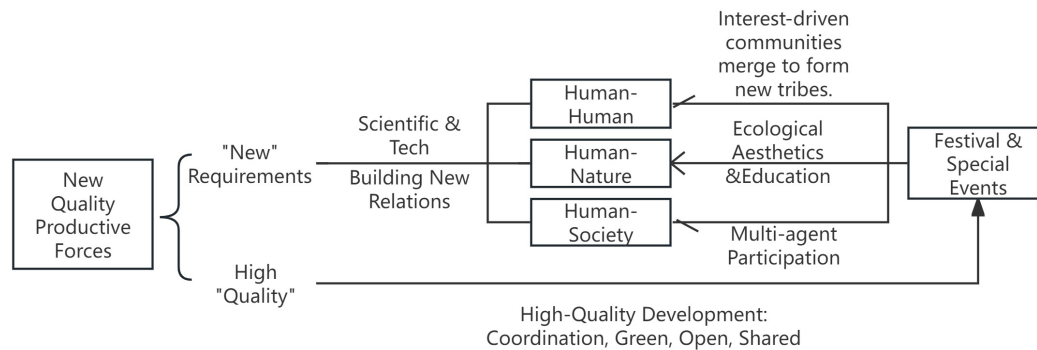 New
Quality
Productive
Forces
"New"
Requirements
High
"Quality"
Scientific &
Tech
Building New
Relations
Human-
Human
Human-
Nature
Human-
Society
Interest-driven
communities
merge to form
new tribes.
Ecological
Aesthetics
&Education
Multi-agent
Participation
Festival &
Special
Events
High-Quality Development:
Coordination, Green, Open, Shared